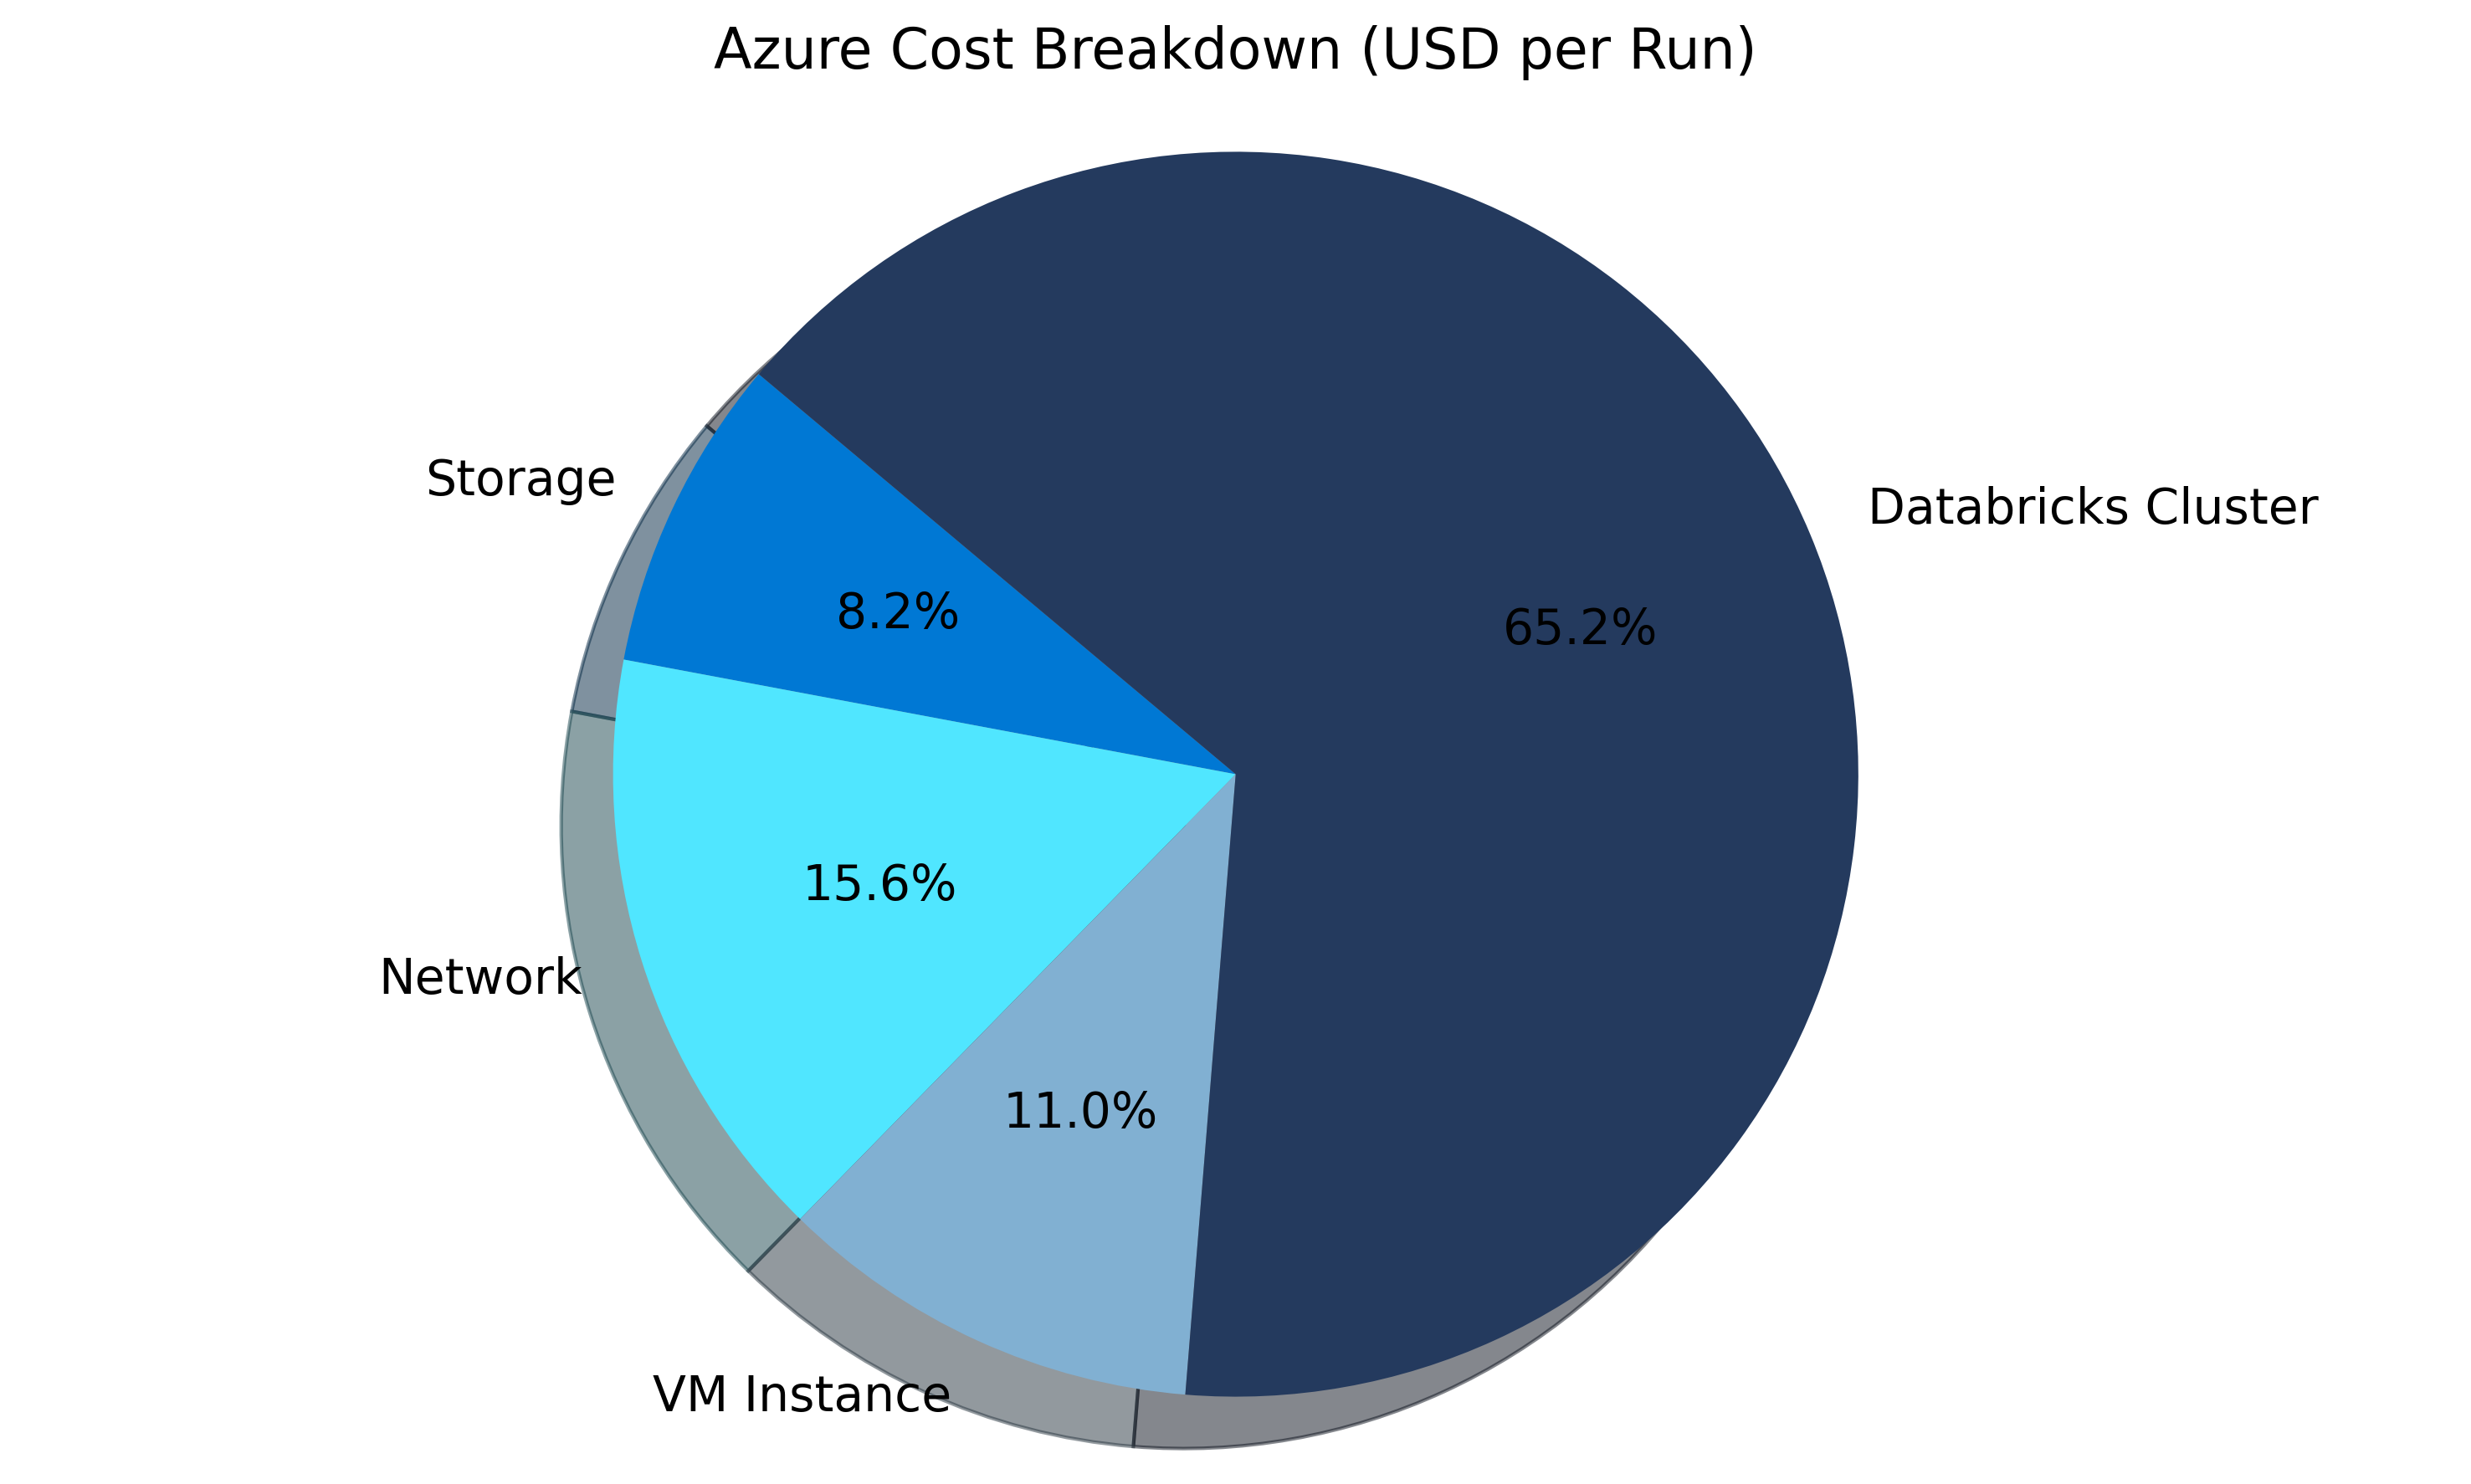 Azure Cost Breakdown (USD per Run)
Storage
Databricks Cluster
8.2%
65.2%
15.6%
Network
11.0%
VM Instance